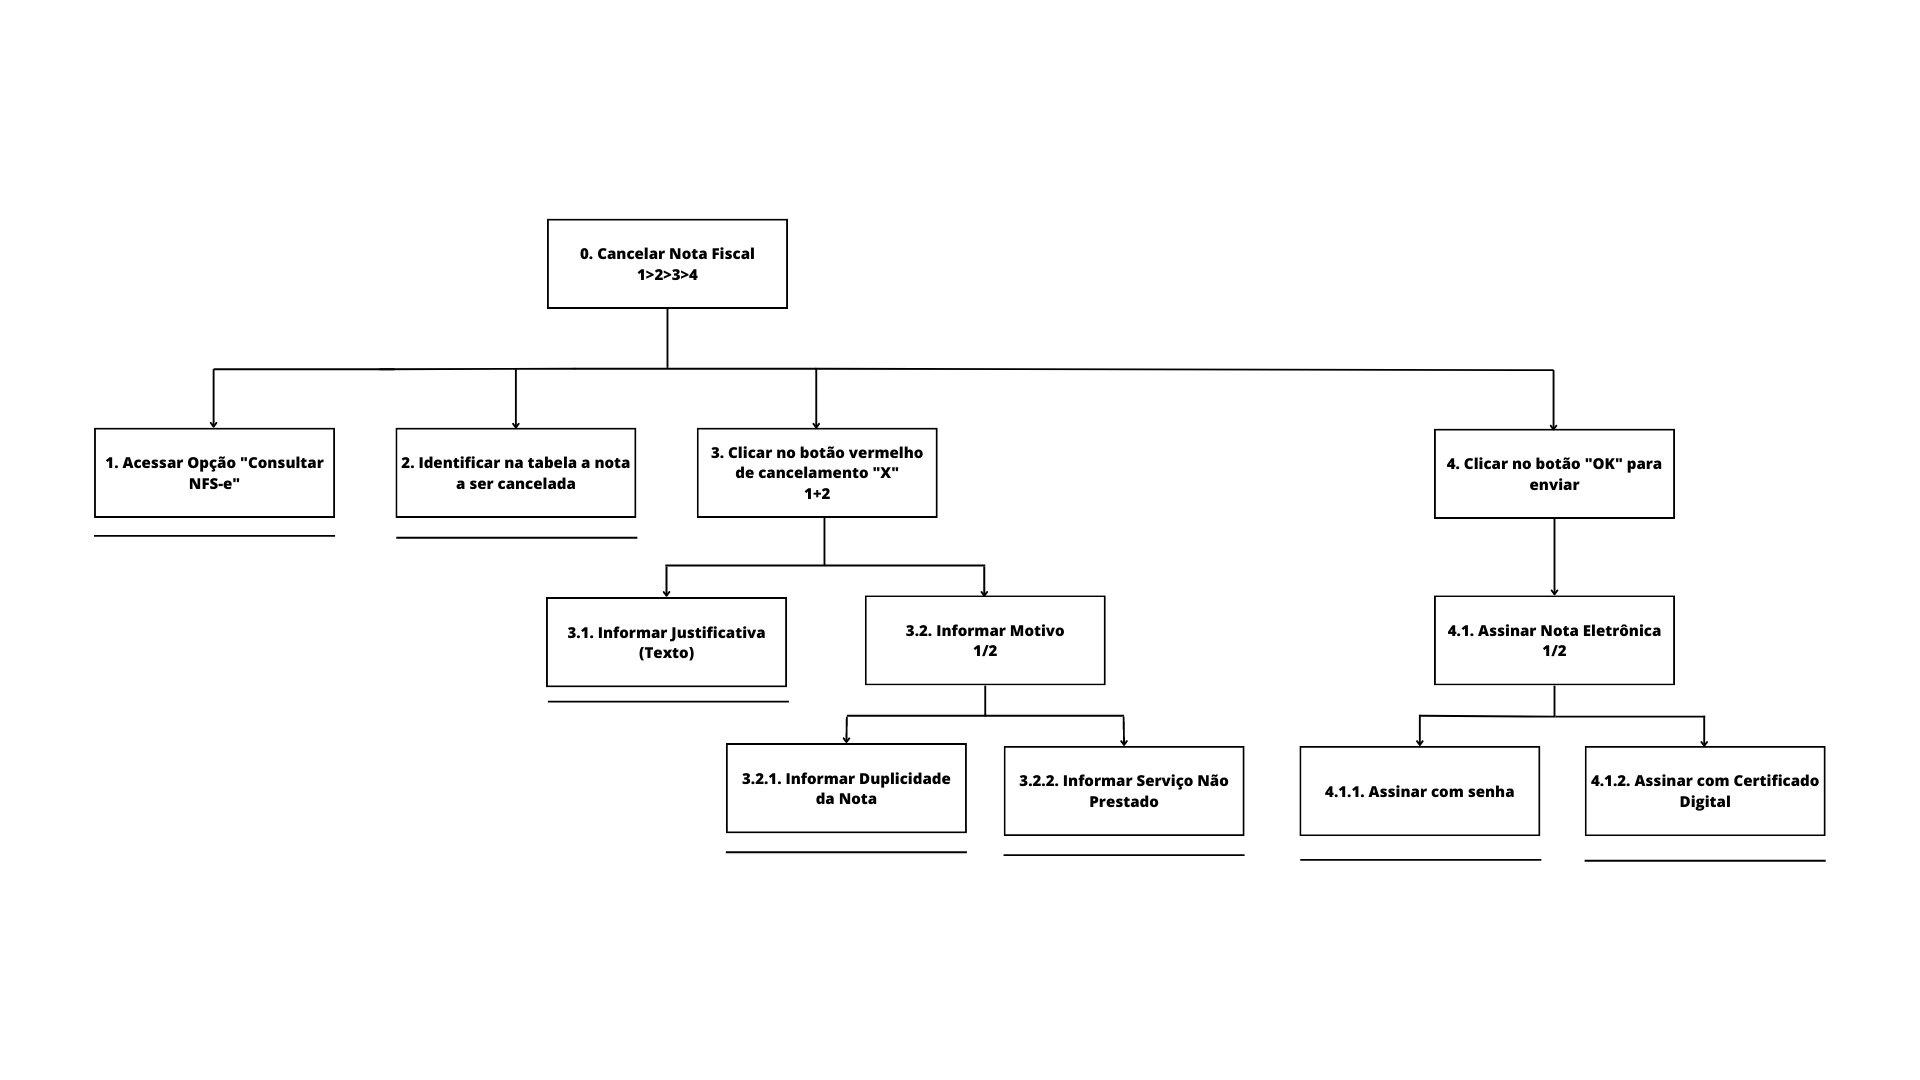 0. Cancelar Nota Fiscal
1>2>3>4
1. Acessar Opção "Consultar
NFS-e"
2. Identificar na tabela a nota
a ser cancelada
3. Clicar no botão vermelho
de cancelamento "X"
1+2
4. Clicar no botão "OK" para
enviar
3.1. Informar Justificativa
(Texto)
3.2. Informar Motivo
1/2
4.1. Assinar Nota Eletrônica
1/2
3.2.1. Informar Duplicidade
da Nota
3.2.2. Informar Serviço Não
Prestado
4.1.1. Assinar com senha
4.1.2. Assinar com Certificado
Digital